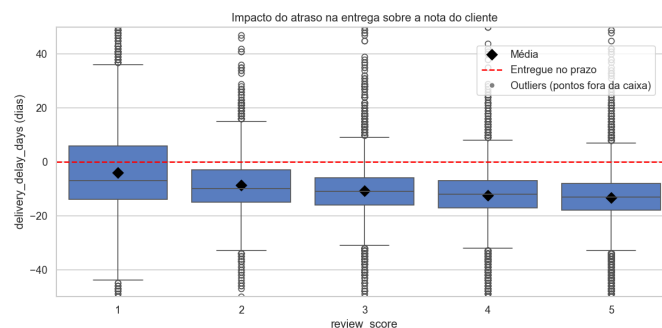 Impacto do atraso na entrega sobre a nota do cliente
Média
Entregue no prazo
Outliers (pontos fora da caixa)
delivery_delay_days (dias)
40
20
0
−20
−40
1
2
3
4
5
review_score